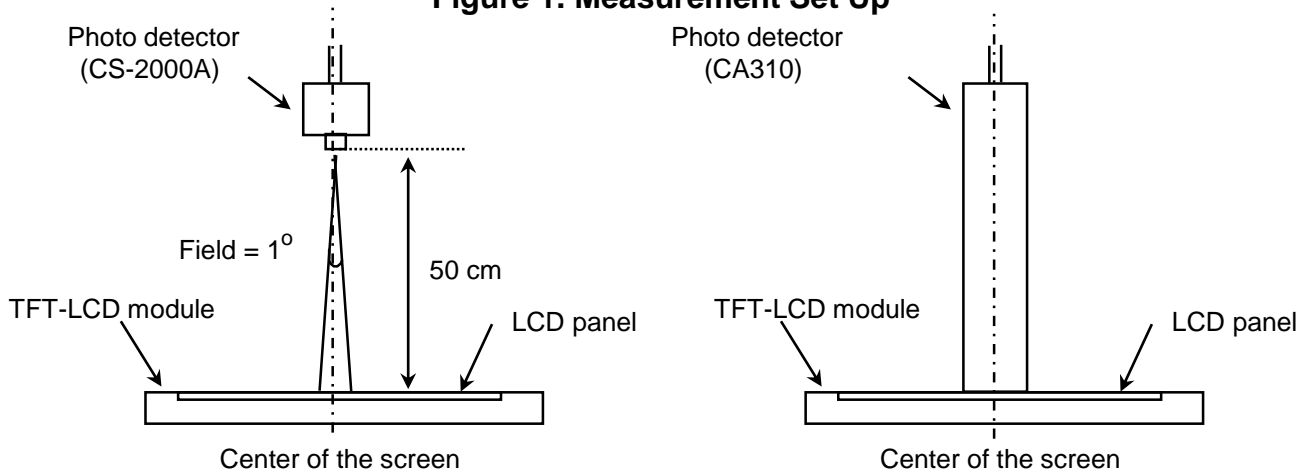 Figure 1. Measurement Set Up
Photo detector
(CS-2000A)
Field = 1o
50 cm
TFT-LCD module
LCD panel
Center of the screen
Photo detector
(CA310)
TFT-LCD module
LCD panel
Center of the screen